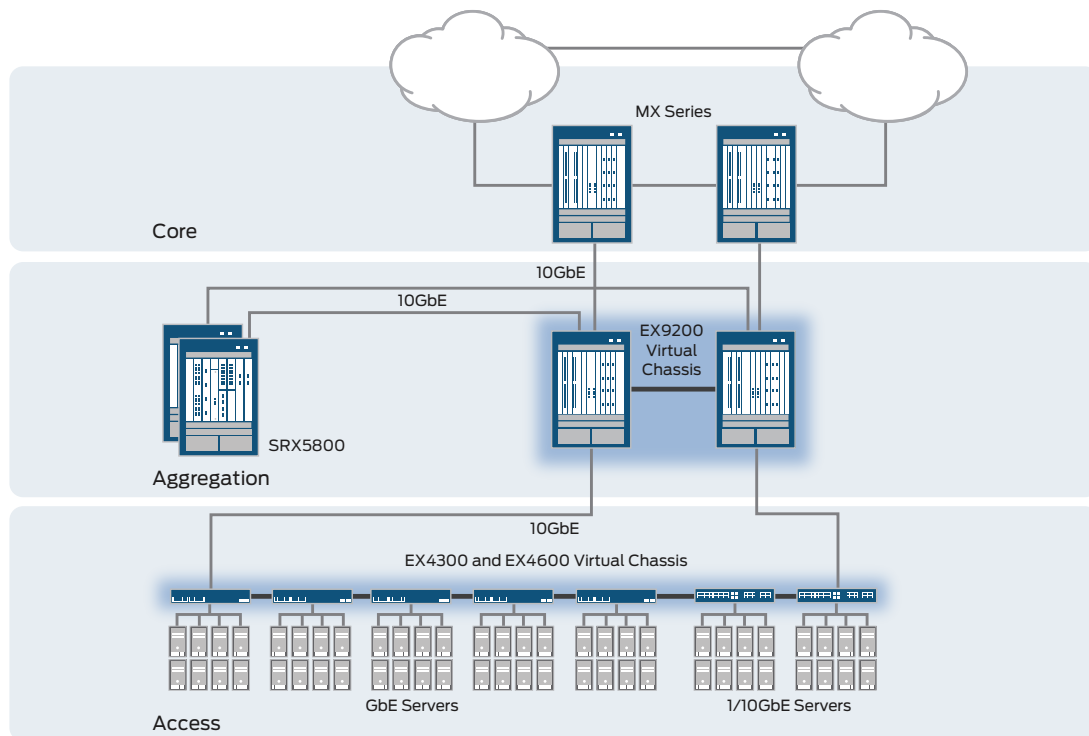 MX Series
Core
10GbE
10GbE
EX9200
Virtual
Chassis
SRX5800
Aggregation
10GbE
EX4300 and EX4600 Virtual Chassis
GbE Servers
1/10GbE Servers
Access